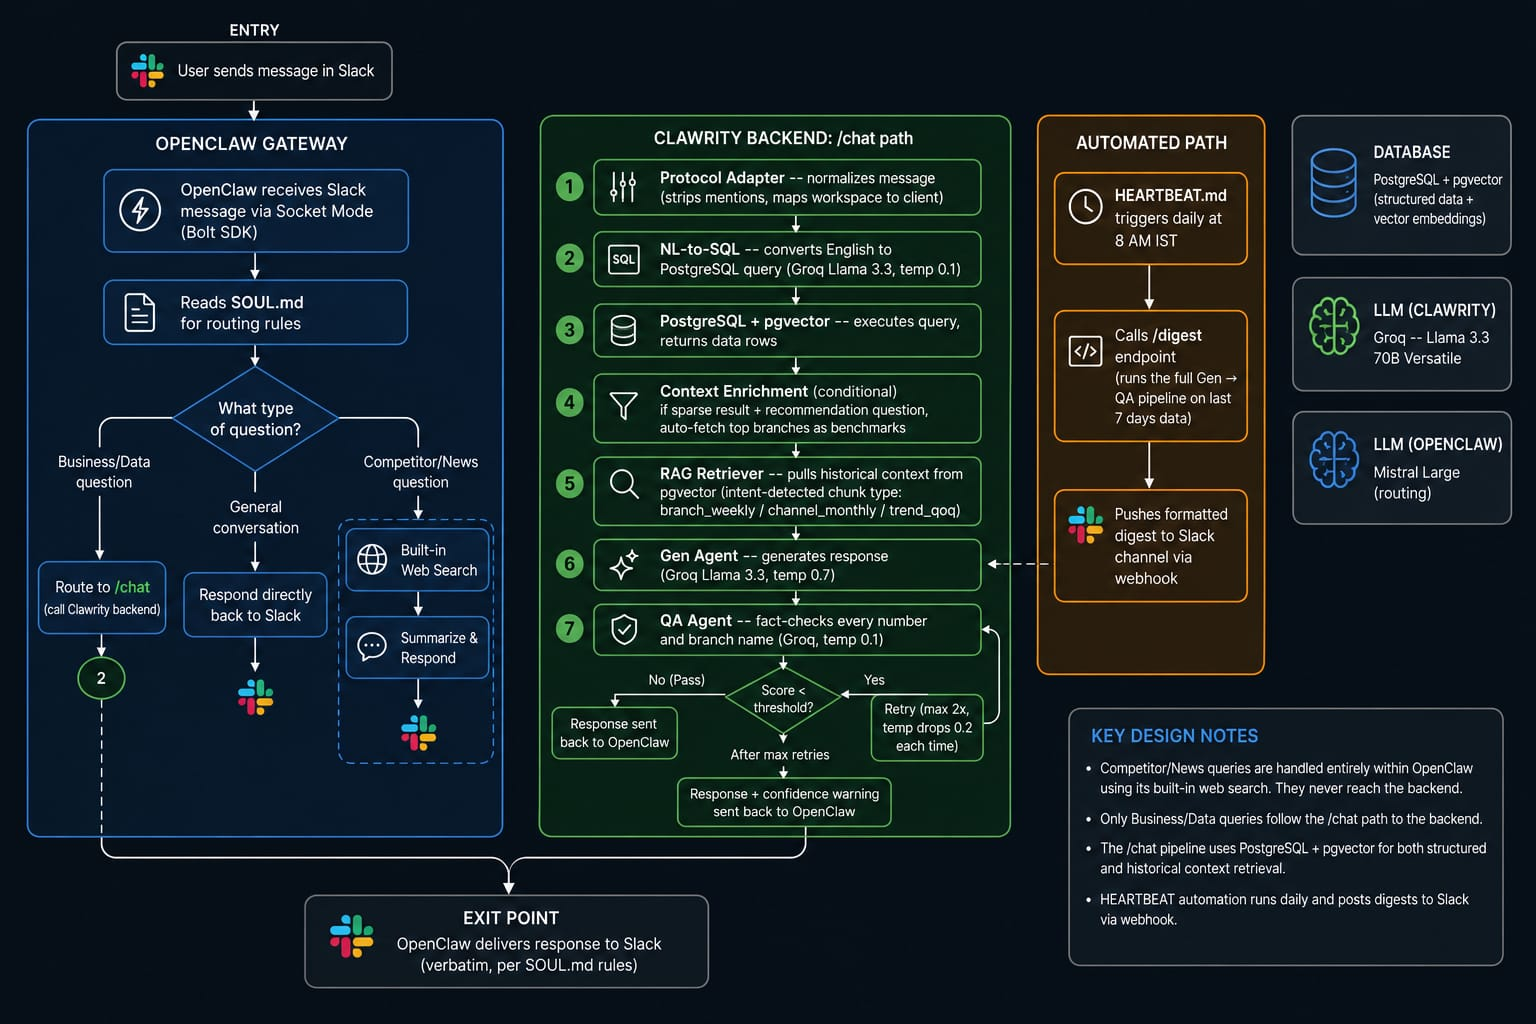 ENTRY
User sends message in Slack
OPENCLAW GATEWAY
OpenClaw receives Slack
message via Socket Mode
(Bolt SDK)
Reads SOUL.md
for routing rules
What type
of question?
Business/Data
question
General
conversation
Competitor/News
question
Route to /chat
(call Clawrity backend)
2
Respond directly
back to Slack
Built-in
Web Search
Summarize &
Respond
CLAWRITY BACKEND: /chat path
1
Protocol Adapter -- normalizes message
(strips mentions, maps workspace to client)
2
SQL
NL-to-SQL -- converts English to
PostgreSQL query (Groq Llama 3.3, temp 0.1)
3
PostgreSQL + pgvector -- executes query,
returns data rows
4
Context Enrichment (conditional)
if sparse result + recommendation question,
auto-fetch top branches as benchmarks
5
RAG Retriever -- pulls historical context from
pgvector (intent-detected chunk type:
branch_weekly / channel_monthly / trend_qoq)
6
Gen Agent -- generates response
(Groq Llama 3.3, temp 0.7)
7
QA Agent -- fact-checks every number
and branch name (Groq, temp 0.1)
Score <
threshold?
No (Pass)
Yes
Response sent
back to OpenClaw
Retry (max 2x,
temp drops 0.2
each time)
After max retries
Response + confidence warning
sent back to OpenClaw
AUTOMATED PATH
HEARTBEAT.md
triggers daily at
8 AM IST
Calls /digest
endpoint
(runs the full Gen →
QA pipeline on last
7 days data)
Pushes formatted
digest to Slack
channel via
webhook
DATABASE
PostgreSQL + pgvector
(structured data +
vector embeddings)
LLM (CLAWRITY)
Groq -- Llama 3.3
70B Versatile
LLM (OPENCLAW)
Mistral Large
(routing)
KEY DESIGN NOTES
• Competitor/News queries are handled entirely within OpenClaw
using its built-in web search. They never reach the backend.
• Only Business/Data queries follow the /chat path to the backend.
• The /chat pipeline uses PostgreSQL + pgvector for both structured
and historical context retrieval.
• HEARTBEAT automation runs daily and posts digests to Slack
via webhook.
EXIT POINT
OpenClaw delivers response to Slack
(verbatim, per SOUL.md rules)